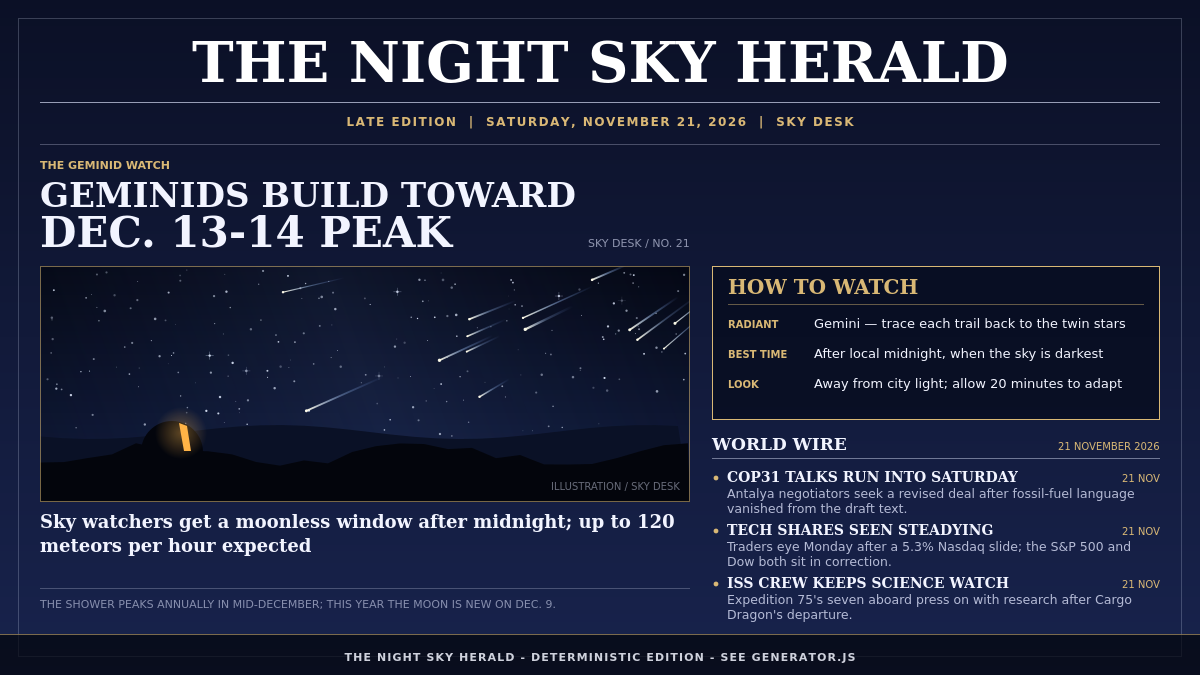 THE NIGHT SKY HERALD
LATE EDITION | SATURDAY, NOVEMBER 21, 2026 | SKY DESK
THE GEMINID WATCH
GEMINIDS BUILD TOWARD
DEC. 13-14 PEAK
SKY DESK / NO. 21
ILLUSTRATION / SKY DESK
Sky watchers get a moonless window after midnight; up to 120
meteors per hour expected
THE SHOWER PEAKS ANNUALLY IN MID-DECEMBER; THIS YEAR THE MOON IS NEW ON DEC. 9.
HOW TO WATCH
RADIANT Gemini — trace each trail back to the twin stars
BEST TIME After local midnight, when the sky is darkest
LOOK Away from city light; allow 20 minutes to adapt
WORLD WIRE 21 NOVEMBER 2026
• COP31 TALKS RUN INTO SATURDAY 21 NOV
Antalya negotiators seek a revised deal after fossil-fuel language
vanished from the draft text.
• TECH SHARES SEEN STEADYING 21 NOV
Traders eye Monday after a 5.3% Nasdaq slide; the S&P 500 and
Dow both sit in correction.
• ISS CREW KEEPS SCIENCE WATCH 21 NOV
Expedition 75's seven aboard press on with research after Cargo
Dragon's departure.
THE NIGHT SKY HERALD - DETERMINISTIC EDITION - SEE GENERATOR.JS